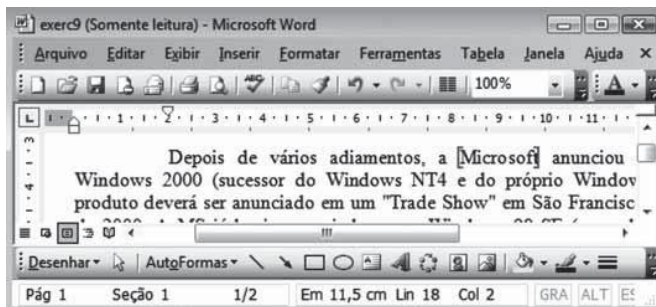 exerc9 (Somente leitura) - Microsoft Word
Arquivo Editar Exibir Inserir Formatar Ferramentas Tabela Janela Ajuda
100%
1 2 3 4 5 6 7 8 9 10 11
Depois de vários adiamentos, a [Microsoft] anunciou
Windows 2000 (sucessor do Windows NT4 e do próprio Window
produto deverá ser anunciado em um "Trade Show" em São Francisc
Desenhar AutoFormas
Pág 1 Seção 1 1/2 Em 11,5 cm Lin 18 Col 2 GRA ALT ES